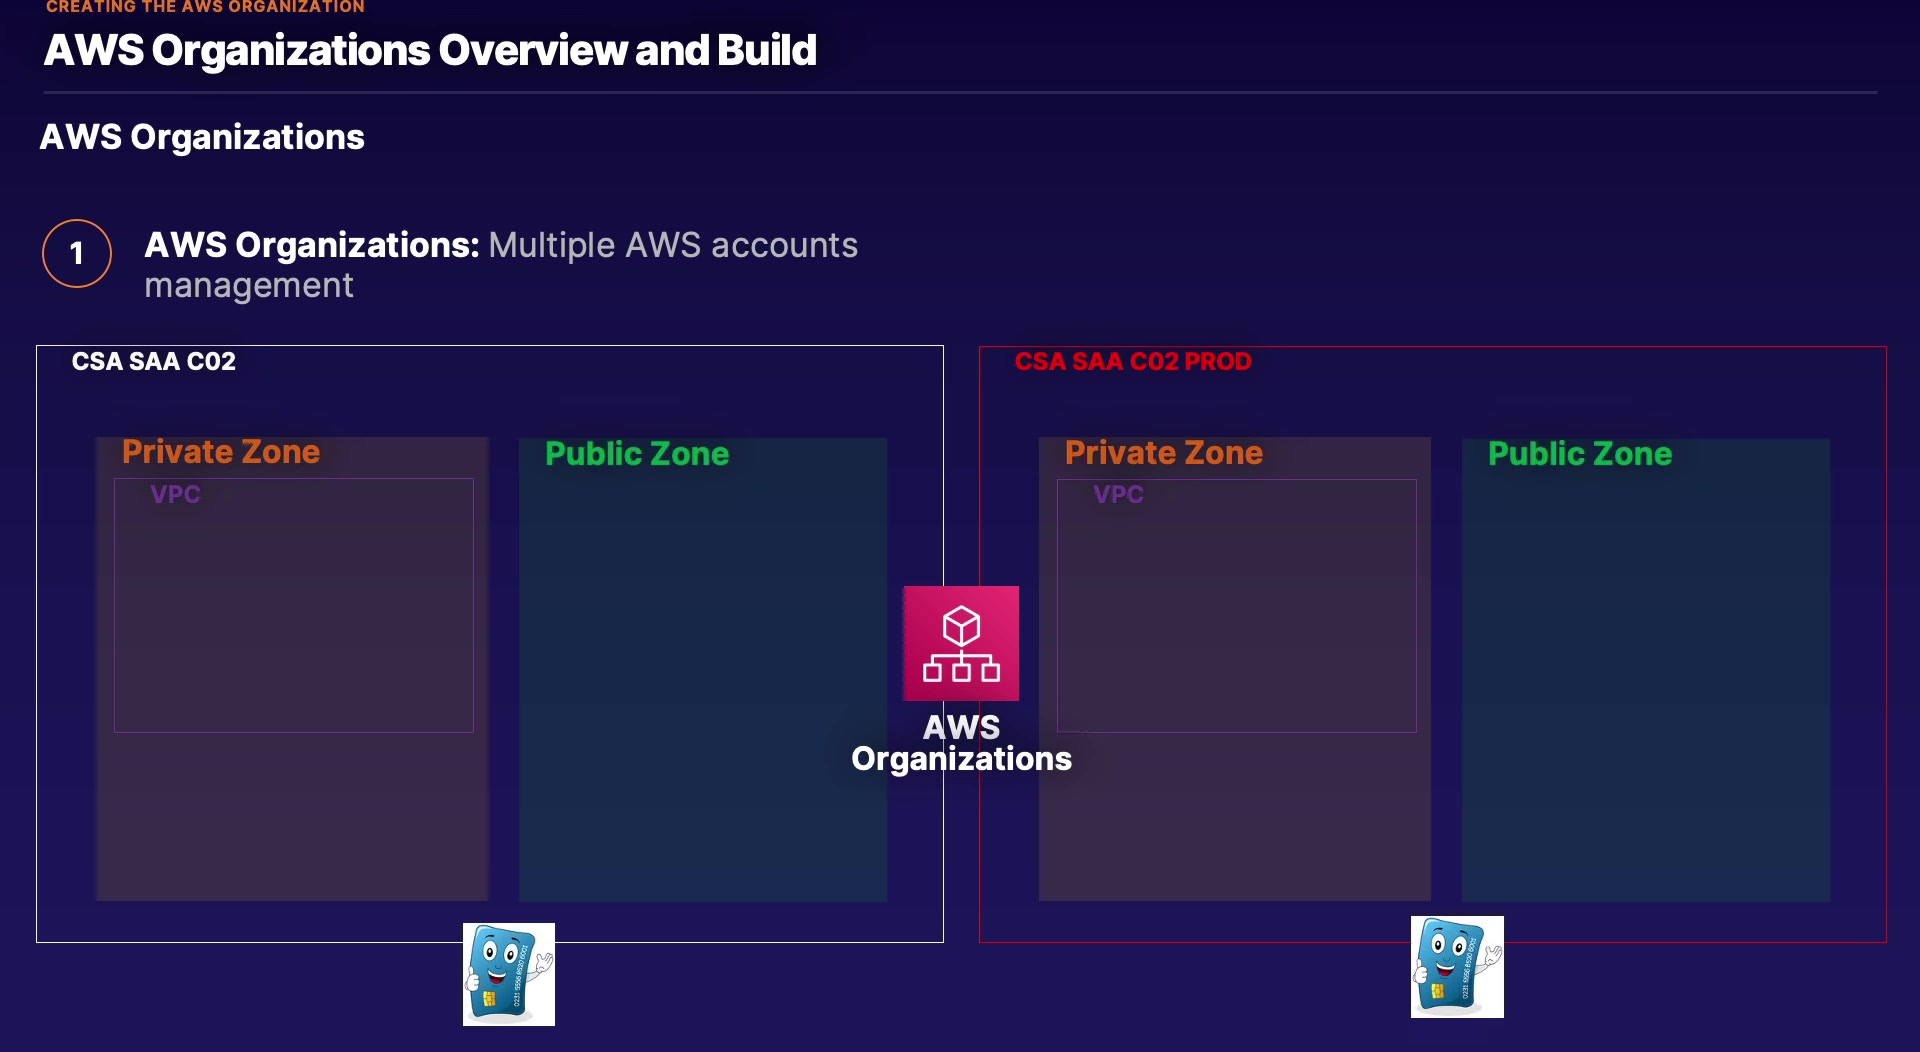 CREATING THE AWS ORGANIZATION
AWS Organizations Overview and Build
AWS Organizations
1
AWS Organizations: Multiple AWS accounts
management
CSA SAA C02
Private Zone
VPC
Public Zone
AWS
Organizations
CSA SAA C02 PROD
Private Zone
VPC
Public Zone